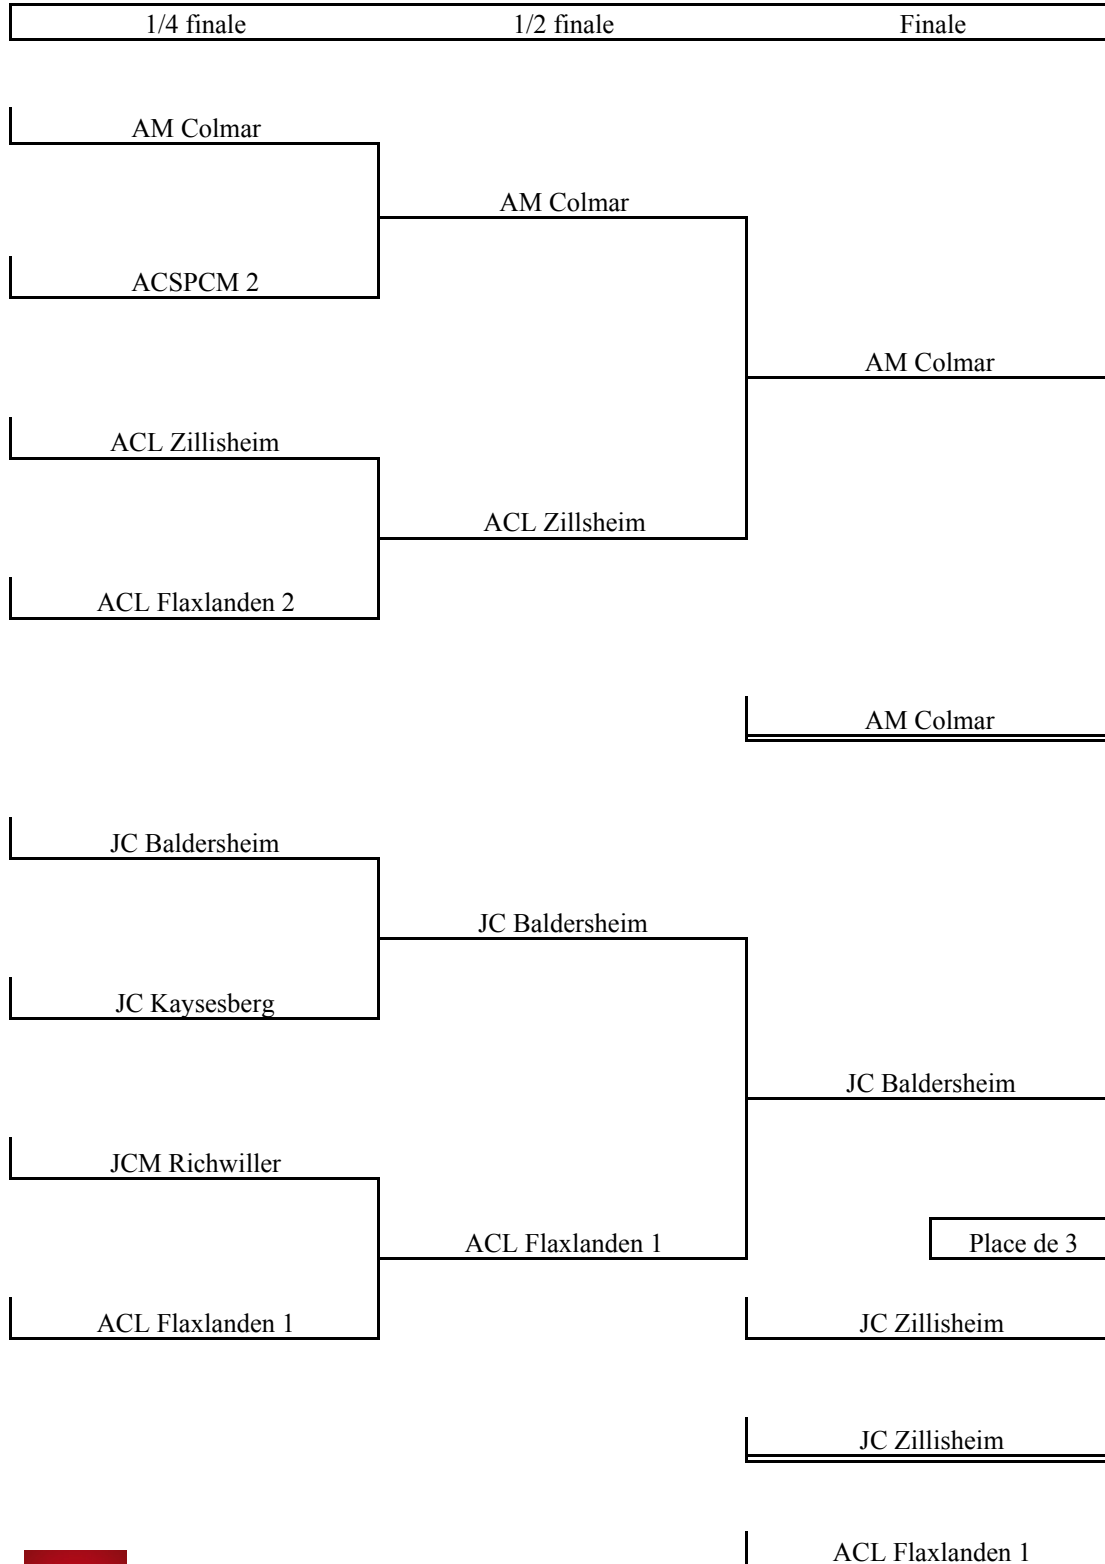 1/4 finale 1/2 finale Finale
AM Colmar
AM Colmar
ACSPCM 2
AM Colmar
ACL Zillisheim
ACL Zillsheim
ACL Flaxlanden 2
AM Colmar
JC Baldersheim
JC Baldersheim
JC Kaysesberg
JC Baldersheim
JCM Richwiller
ACL Flaxlanden 1
Place de 3
ACL Flaxlanden 1
JC Zillisheim
JC Zillisheim
ACL Flaxlanden 1